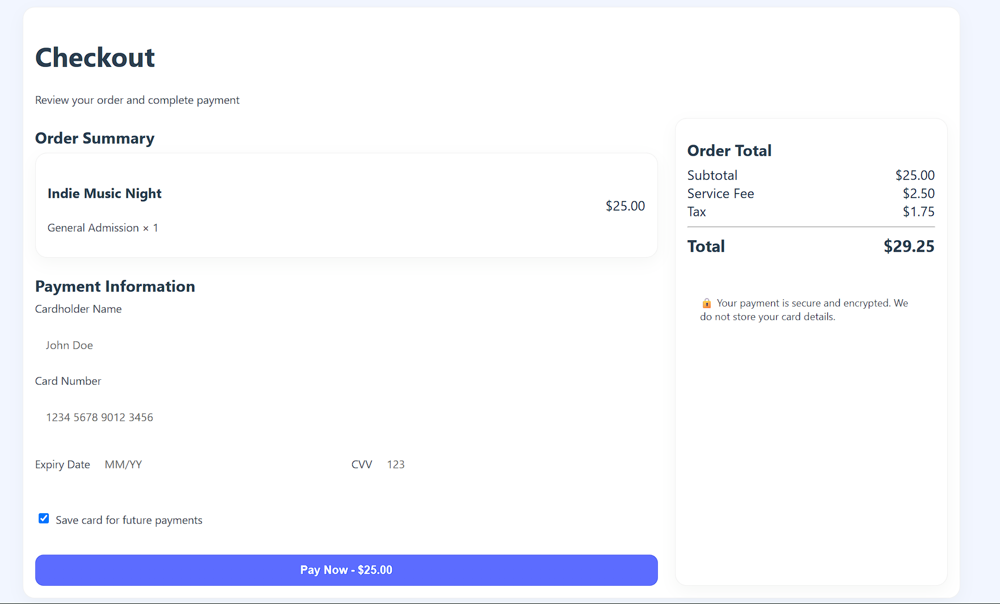 Checkout
Review your order and complete payment
Order Summary
Indie Music Night
$25.00
General Admission × 1
Payment Information
Cardholder Name
John Doe
Card Number
1234 5678 9012 3456
Expiry Date MM/YY CVV 123
Save card for future payments
Pay Now - $25.00
Order Total
Subtotal $25.00
Service Fee $2.50
Tax $1.75
Total $29.25
🔒 Your payment is secure and encrypted. We
do not store your card details.